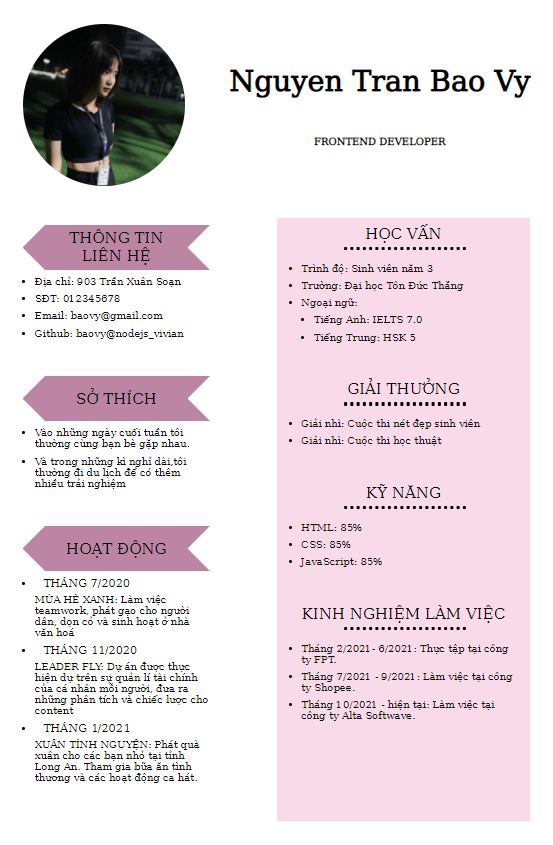 Nguyen Tran Bao Vy
FRONTEND DEVELOPER
THÔNG TIN
LIÊN HỆ
Địa chỉ: 903 Trần Xuân Soạn
SĐT: 012345678
Email: baovy@gmail.com
Github: baovy@nodejs_vivian
SỞ THÍCH
Vào những ngày cuối tuần tôi
thường cùng bạn bè gặp nhau.
Và trong những kì nghỉ dài,tôi
thường đi du lịch để có thêm
nhiều trải nghiệm
HOẠT ĐỘNG
THÁNG 7/2020
MÙA HÈ XANH: Làm việc
teamwork, phát gạo cho người
dân, dọn cỏ và sinh hoạt ở nhà
văn hoá
THÁNG 11/2020
LEADER FLY: Dự án được thực
hiện dự trên sự quản lí tài chính
của cá nhân mỗi người, đưa ra
những phân tích và chiếc lược cho
content
THÁNG 1/2021
XUÂN TÌNH NGUYỆN: Phát quà
xuân cho các bạn nhỏ tại tỉnh
Long An. Tham gia bữa ăn tình
thương và các hoạt động ca hát.
HỌC VẤN
Trình độ: Sinh viên năm 3
Trường: Đại học Tôn Đức Thắng
Ngoại ngữ:
Tiếng Anh: IELTS 7.0
Tiếng Trung: HSK 5
GIẢI THƯỞNG
Giải nhì: Cuộc thi nét đẹp sinh viên
Giải nhì: Cuộc thi học thuật
KỸ NĂNG
HTML: 85%
CSS: 85%
JavaScript: 85%
KINH NGHIỆM LÀM VIỆC
Tháng 2/2021- 6/2021: Thực tập tại công
ty FPT.
Tháng 7/2021 - 9/2021: Làm việc tại công
ty Shopee.
Tháng 10/2021 - hiện tại: Làm việc tại
công ty Alta Softwave.